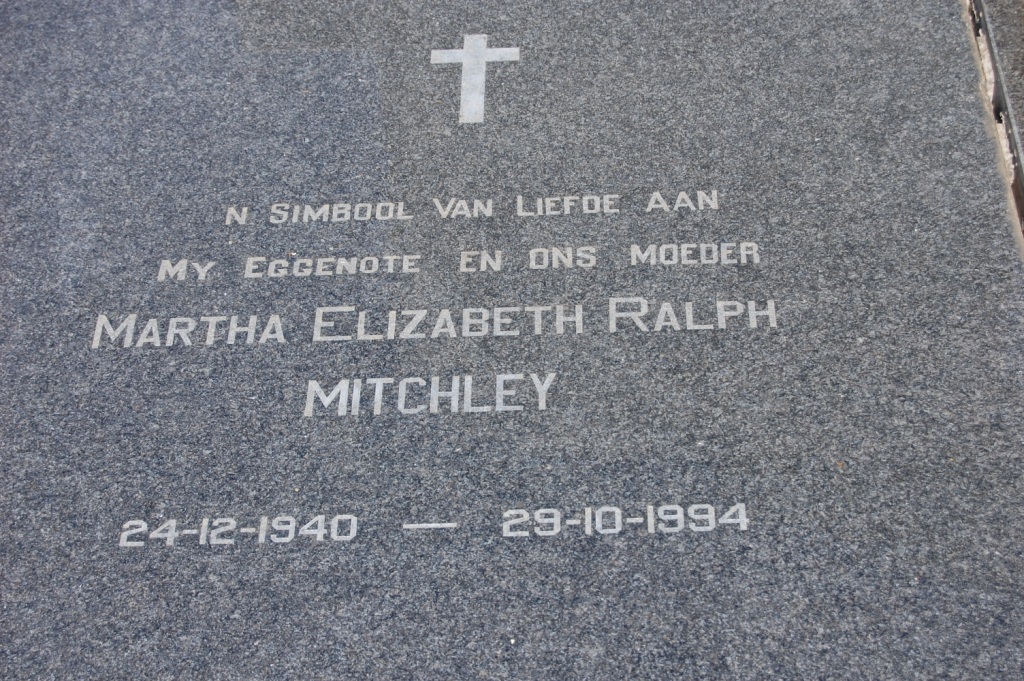 N SIMBOOL VAN LIEFDE AAN
MY EGGENOTE EN ONS MOEDER
MARTHA ELIZABETH RALPH
MITCHLEY
24-12-1940 — 29-10-1994